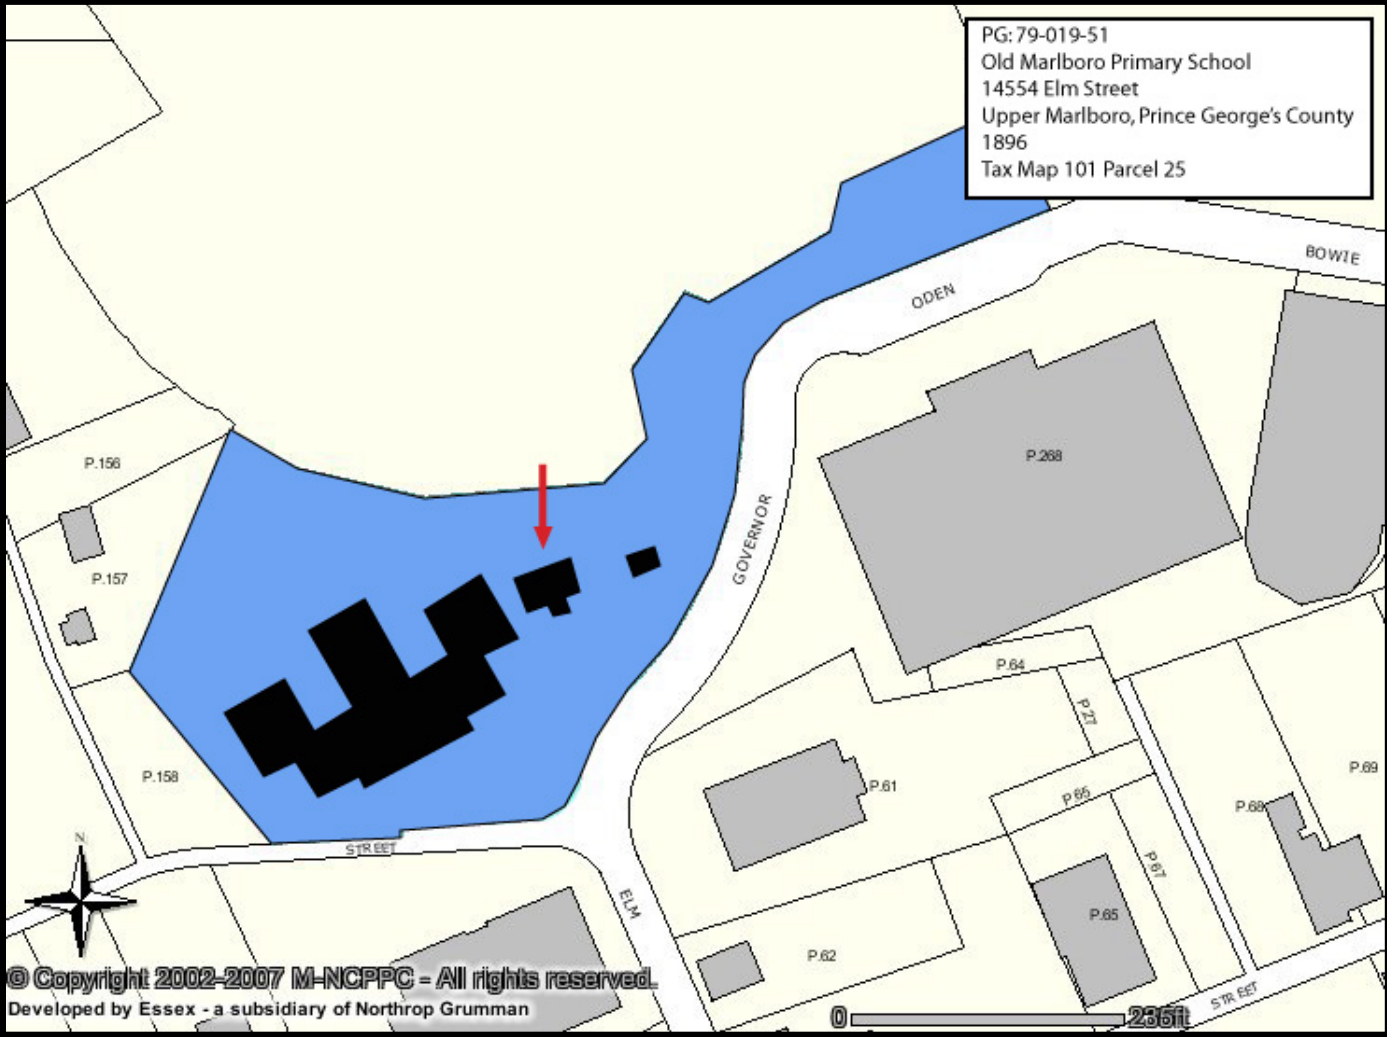 PG: 79-019-51
Old Marlboro Primary School
14554 Elm Street
Upper Marlboro, Prince George's County
1896
Tax Map 101 Parcel 25
BOWIE
ODEN
P.156
P.268
GOVERNOR
P.157
P.64
P.27
P.158
P.61
P.65
P.69
P.68
STREET
P.67
N
ELM
P.65
P.62
STREET
© Copyright 2002-2007 M-NCPPC - All rights reserved.
Developed by Essex - a subsidiary of Northrop Grumman
0 235ft